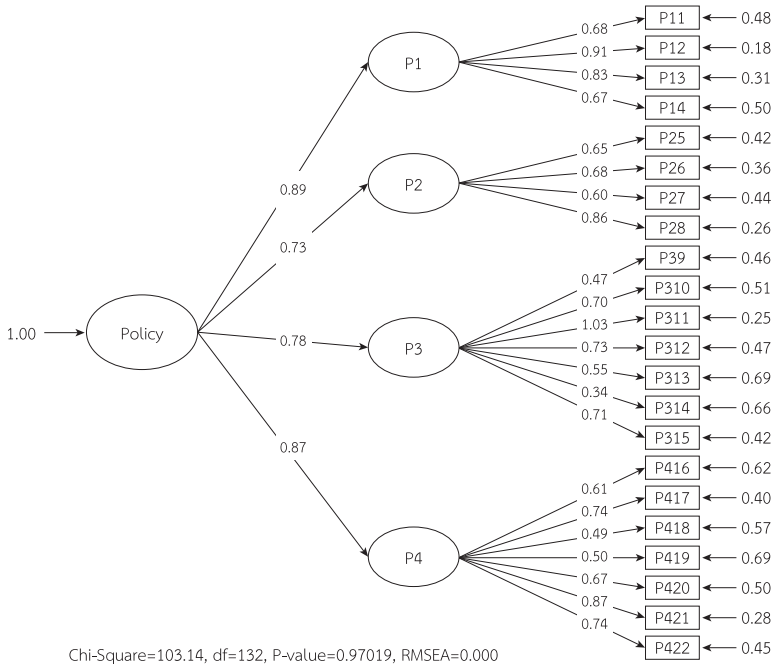 0.68 P11 0.48
0.91 P12 0.18
P1
0.83 P13 0.31
0.67 P14 0.50
0.65 P25 0.42
0.68 P26 0.36
P2
0.60 P27 0.44
0.86 P28 0.26
0.89
0.73
0.47 P39 0.46
0.70 P310 0.51
1.03 P311 0.25
1.00 Policy 0.78 P3 0.73 P312 0.47
0.55 P313 0.69
0.34 P314 0.66
0.71 P315 0.42
0.87
0.61 P416 0.62
0.74 P417 0.40
0.49 P418 0.57
P4 0.50 P419 0.69
0.67 P420 0.50
0.87 P421 0.28
0.74 P422 0.45
Chi-Square=103.14, df=132, P-value=0.97019, RMSEA=0.000